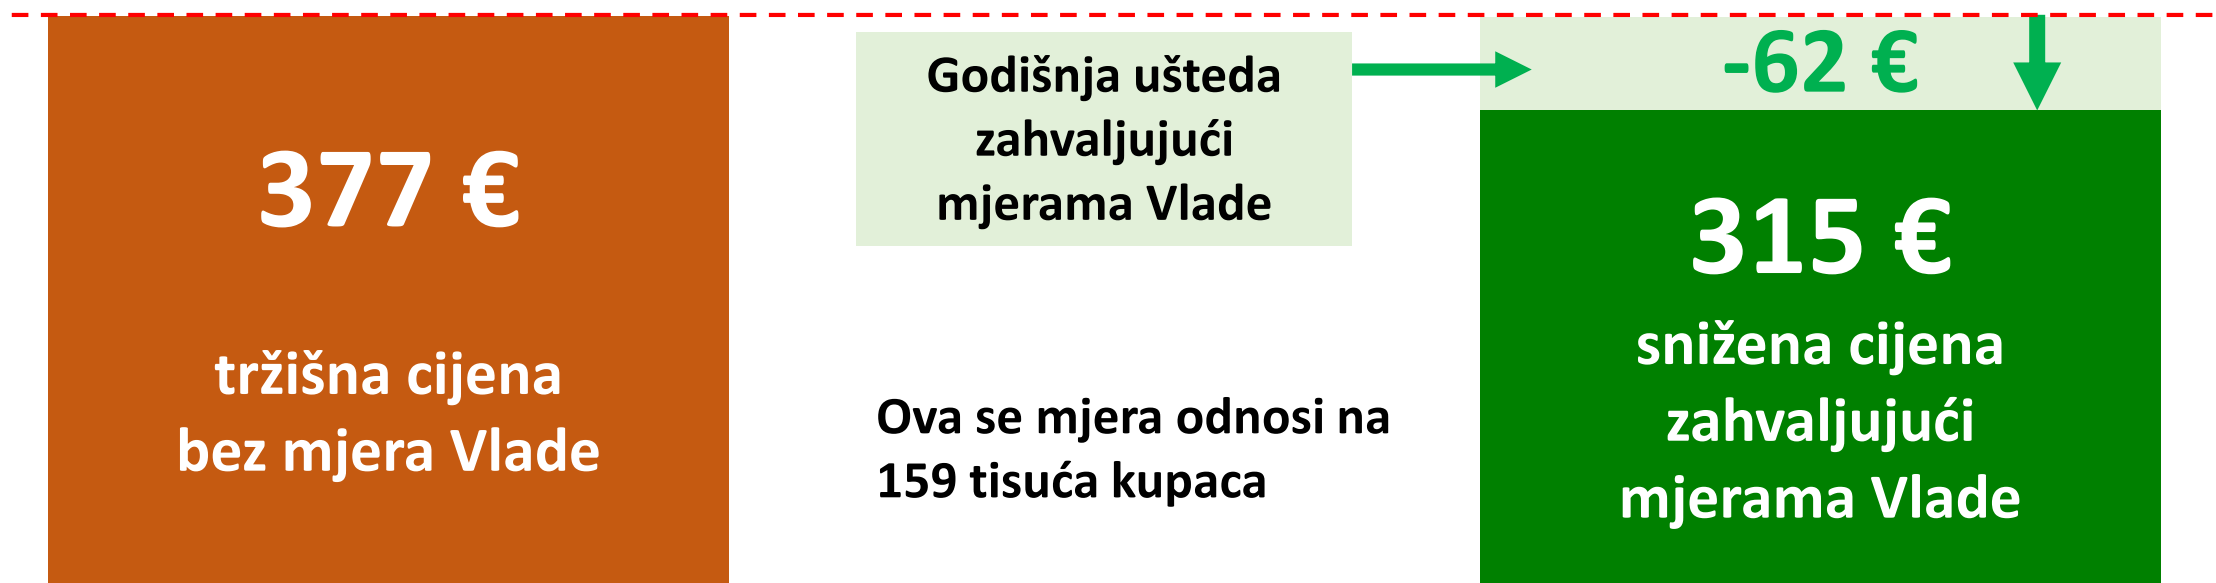 377 €
tržišna cijena
bez mjera Vlade
Godišnja ušteda
zahvaljujući
mjerama Vlade
Ova se mjera odnosi na
159 tisuća kupaca
-62 €
315 €
snižena cijena
zahvaljujući
mjerama Vlade